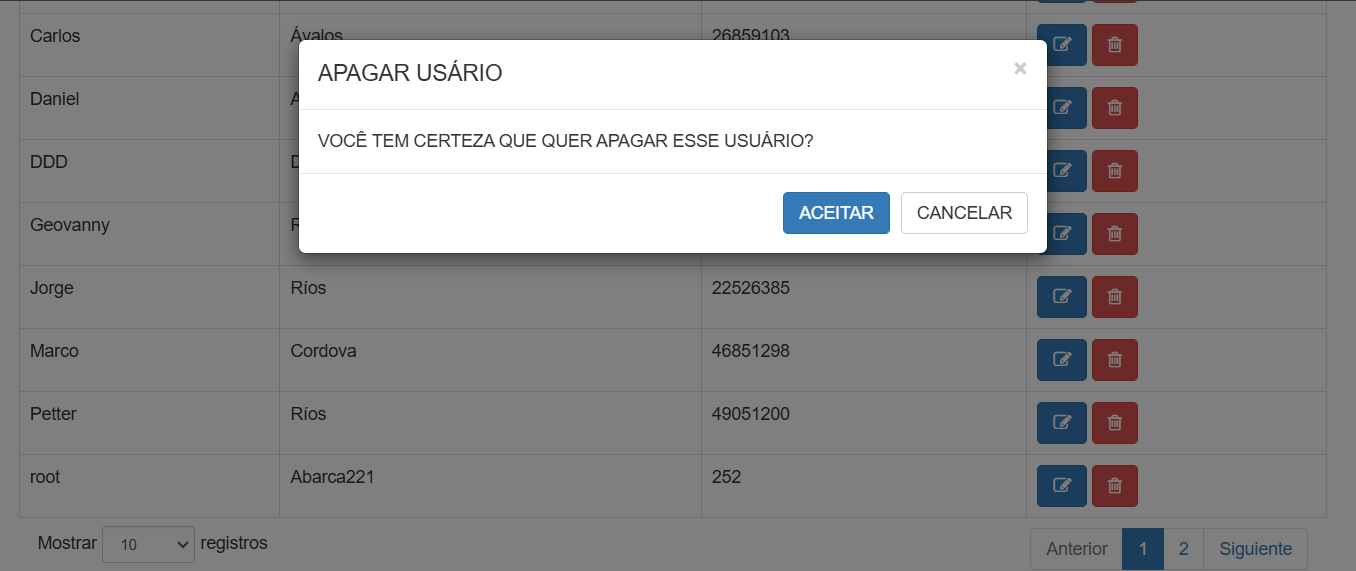 Carlos Ávalos 26859103
APAGAR USÁRIO ×
Daniel
VOCÊ TEM CERTEZA QUE QUER APAGAR ESSE USUÁRIO?
DDD
ACEITAR CANCELAR
Geovanny
Jorge Ríos 22526385
Marco Cordova 46851298
Petter Ríos 49051200
root Abarca221 252
Mostrar 10 registros Anterior 1 2 Siguiente